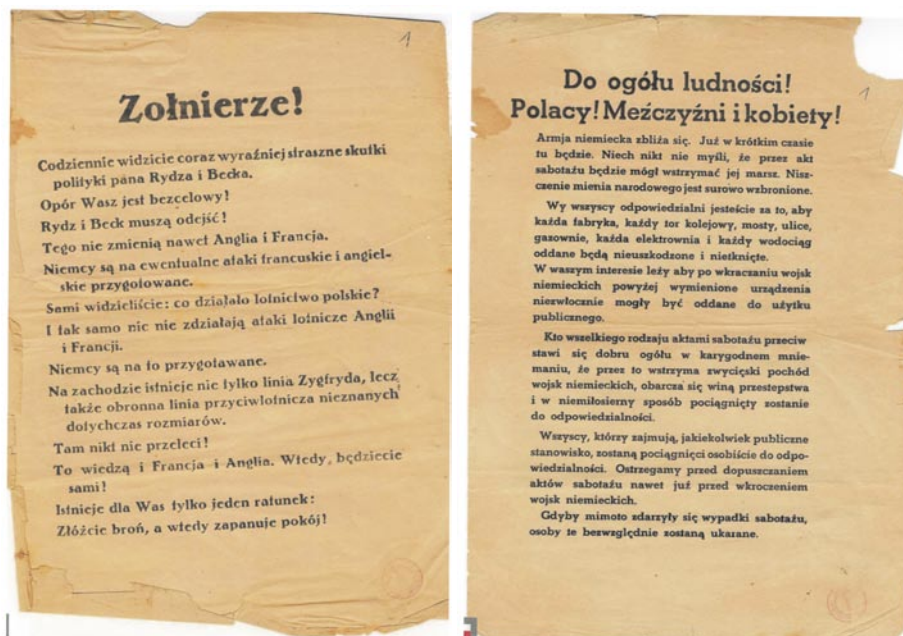 1
Zołnierze!
Codziennie widzicie coraz wyraźniej straszne skutki
polityki pana Rydza i Becka.
Opór Wasz jest bezcelowy!
Rydz i Beck muszą odejść!
Tego nie zmienią nawet Anglia i Francja.
Niemcy są na ewentualne ataki francuskie i angiel-
skie przygotowane.
Sami widzieliście: co działało lotnictwo polskie?
I tak samo nic nie zdziałają ataki lotnicze Anglii
i Francji.
Niemcy są na to przygotawane.
Na zachodzie istnieje nie tylko linia Zygfryda, lecz
także obronna linia przyciwlotnicza nieznanych
dotychczas rozmiarów.
Tam nikt nie przeleci!
To wiedzą i Francja i Anglia. Wtedy, będziecie
sami!
Istnieje dla Was tylko jeden ratunek:
Złóżcie broń, a wtedy zapanuje pokój!
1
Do ogółu ludności!
Polacy! Meźczyźni i kobiety!
Armja niemiecka zbliża się. Już w krótkim czasie
tu będzie. Niech nikt nie myśli, że przez akt
sabotażu będzie mógł wstrzymać jej marsz. Nisz-
czenie mienia narodowego jest surowo wzbronione.
Wy wszyscy odpowiedzialni jesteście za to, aby
każda fabryka, każdy tor kolejowy, mosty, ulice,
gazownie, każda elektrownia i każdy wodociąg
oddane będą nieuszkodzone i nietknięte.
W waszym interesie leży aby po wkraczaniu wojsk
niemieckich powyżej wymienione urządzenia
niezwłocznie mogły być oddane do użytku
publicznego.
Kto wszelkiego rodzaju aktami sabotażu przeciw
stawi się dobru ogółu w karygodnem mnie-
maniu, że przez to wstrzyma zwycięski pochód
wojsk niemieckich, obarcza się winą przestepstwa
i w niemiłosierny sposób pociągnięty zostanie
do odpowiedzialności.
Wszyscy, którzy zajmują, jakiekolwiek publiczne
stanowisko, zostaną pociągnięci osobiście do odpo-
wiedzialności. Ostrzegamy przed dopuszczaniem
aktów sabotażu nawet już przed wkroczeniem
wojsk niemieckich.
Gdyby mimoto zdarzyły się wypadki sabotażu,
osoby te bezwzględnie zostaną ukarane.